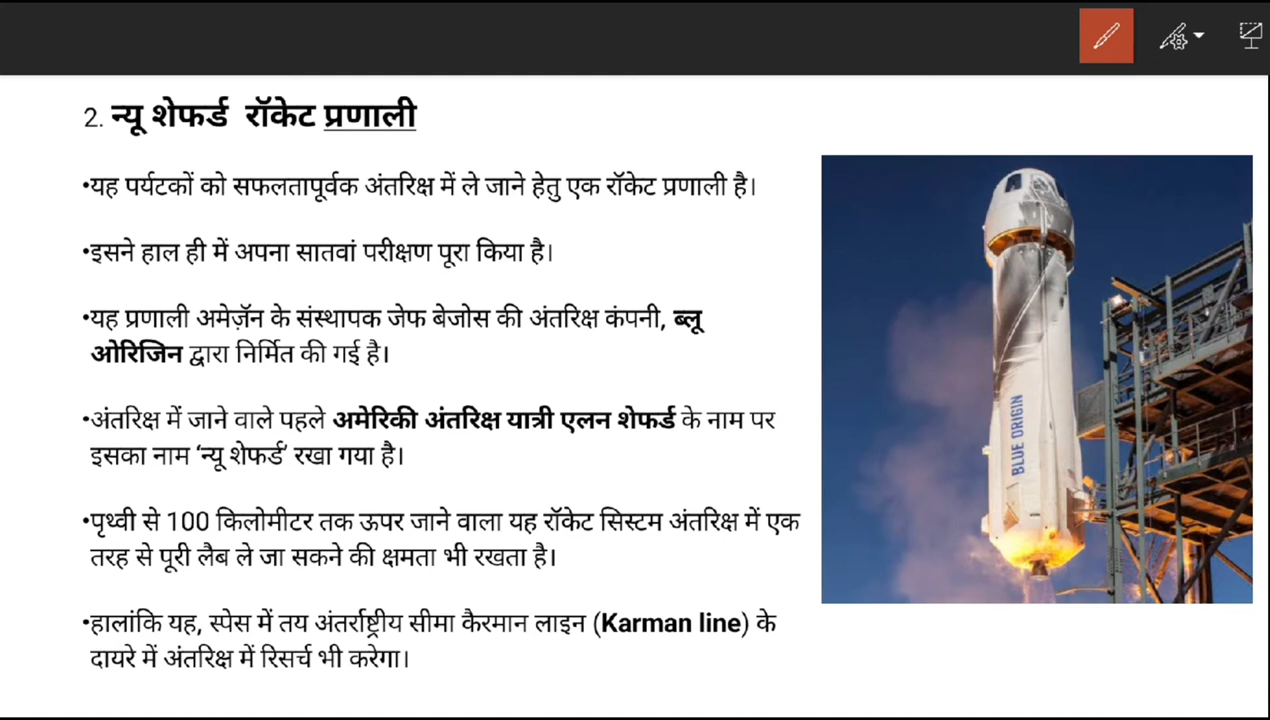 2. न्यू शेफर्ड रॉकेट प्रणाली
•यह पर्यटकों को सफलतापूर्वक अंतरिक्ष में ले जाने हेतु एक रॉकेट प्रणाली है।
•इसने हाल ही में अपना सातवां परीक्षण पूरा किया है।
•यह प्रणाली अमेज़ॅन के संस्थापक जेफ बेजोस की अंतरिक्ष कंपनी, ब्लू
ओरिजिन द्वारा निर्मित की गई है।
•अंतरिक्ष में जाने वाले पहले अमेरिकी अंतरिक्ष यात्री एलन शेफर्ड के नाम पर
इसका नाम ‘न्यू शेफर्ड’ रखा गया है।
•पृथ्वी से 100 किलोमीटर तक ऊपर जाने वाला यह रॉकेट सिस्टम अंतरिक्ष में एक
तरह से पूरी लैब ले जा सकने की क्षमता भी रखता है।
•हालांकि यह, स्पेस में तय अंतर्राष्ट्रीय सीमा कैरमान लाइन (Karman line) के
दायरे में अंतरिक्ष में रिसर्च भी करेगा।
BLUE ORIGIN